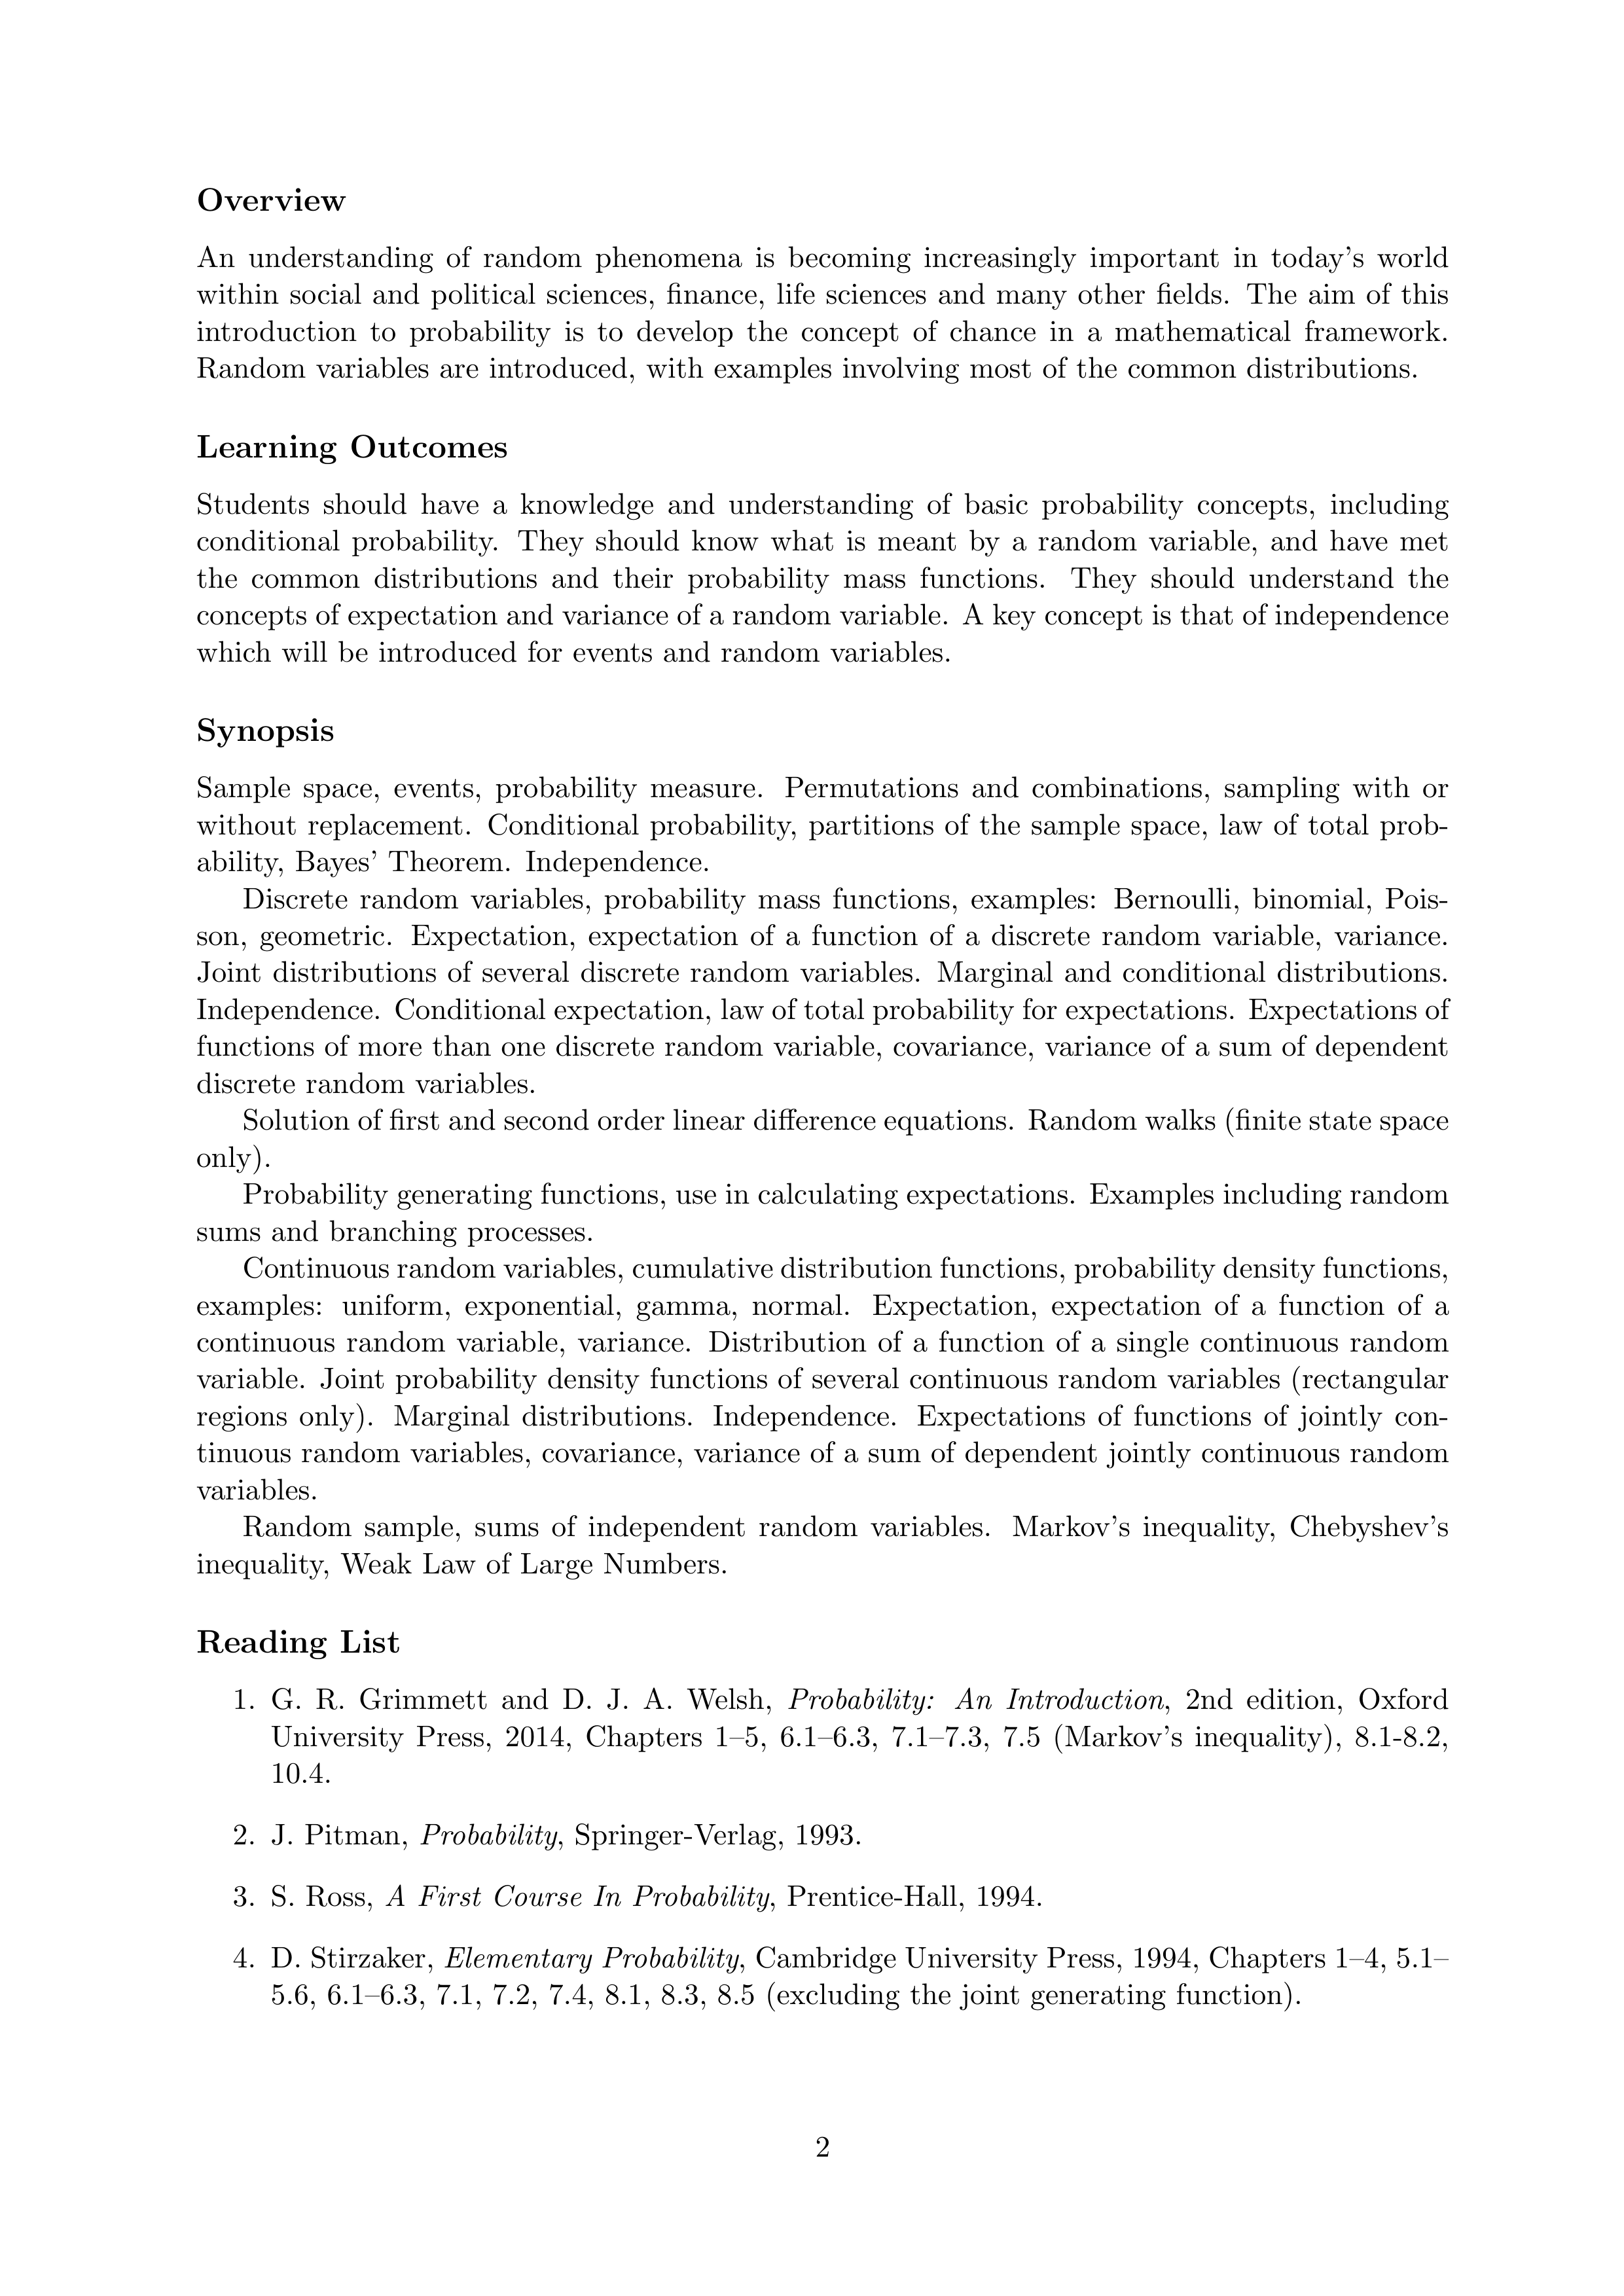 Overview
An understanding of random phenomena is becoming increasingly important in today's world
within social and political sciences, finance, life sciences and many other fields. The aim of this
introduction to probability is to develop the concept of chance in a mathematical framework.
Random variables are introduced, with examples involving most of the common distributions.
Learning Outcomes
Students should have a knowledge and understanding of basic probability concepts, including
conditional probability. They should know what is meant by a random variable, and have met
the common distributions and their probability mass functions. They should understand the
concepts of expectation and variance of a random variable. A key concept is that of independence
which will be introduced for events and random variables.
Synopsis
Sample space, events, probability measure. Permutations and combinations, sampling with or
without replacement. Conditional probability, partitions of the sample space, law of total prob-
ability, Bayes' Theorem. Independence.
Discrete random variables, probability mass functions, examples: Bernoulli, binomial, Pois-
son, geometric. Expectation, expectation of a function of a discrete random variable, variance.
Joint distributions of several discrete random variables. Marginal and conditional distributions.
Independence. Conditional expectation, law of total probability for expectations. Expectations of
functions of more than one discrete random variable, covariance, variance of a sum of dependent
discrete random variables.
Solution of first and second order linear difference equations. Random walks (finite state space
only).
Probability generating functions, use in calculating expectations. Examples including random
sums and branching processes.
Continuous random variables, cumulative distribution functions, probability density functions,
examples: uniform, exponential, gamma, normal. Expectation, expectation of a function of a
continuous random variable, variance. Distribution of a function of a single continuous random
variable. Joint probability density functions of several continuous random variables (rectangular
regions only). Marginal distributions. Independence. Expectations of functions of jointly con-
tinuous random variables, covariance, variance of a sum of dependent jointly continuous random
variables.
Random sample, sums of independent random variables. Markov's inequality, Chebyshev's
inequality, Weak Law of Large Numbers.
Reading List
1. G. R. Grimmett and D. J. A. Welsh, Probability: An Introduction, 2nd edition, Oxford
University Press, 2014, Chapters 1–5, 6.1–6.3, 7.1–7.3, 7.5 (Markov's inequality), 8.1-8.2,
10.4.
2. J. Pitman, Probability, Springer-Verlag, 1993.
3. S. Ross, A First Course In Probability, Prentice-Hall, 1994.
4. D. Stirzaker, Elementary Probability, Cambridge University Press, 1994, Chapters 1–4, 5.1–
5.6, 6.1–6.3, 7.1, 7.2, 7.4, 8.1, 8.3, 8.5 (excluding the joint generating function).
2